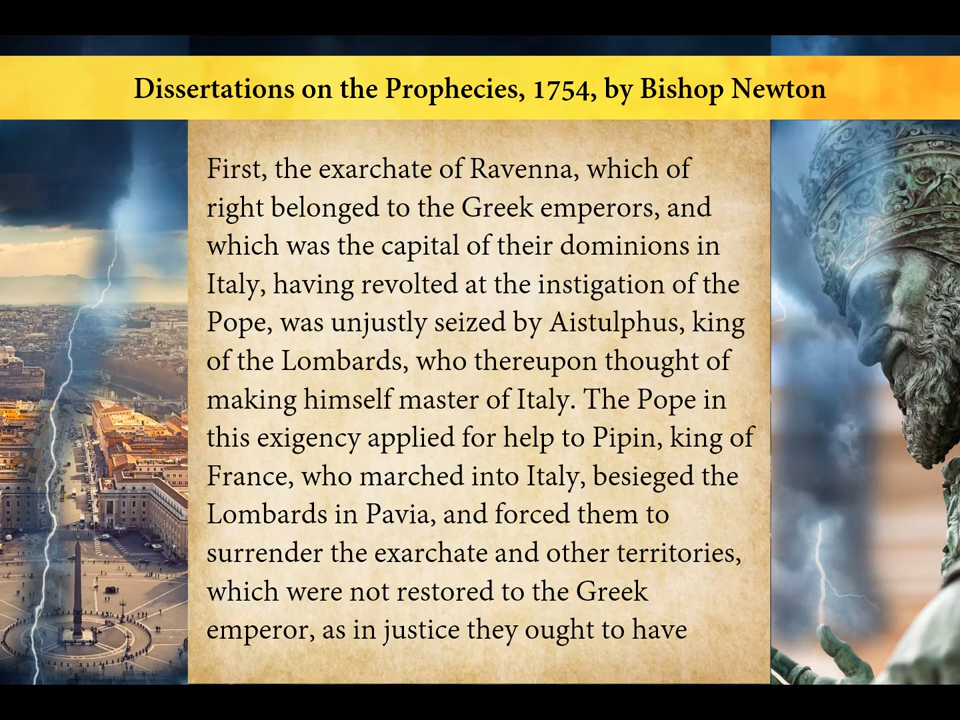 Dissertations on the Prophecies, 1754, by Bishop Newton
First, the exarchate of Ravenna, which of
right belonged to the Greek emperors, and
which was the capital of their dominions in
Italy, having revolted at the instigation of the
Pope, was unjustly seized by Aistulphus, king
of the Lombards, who thereupon thought of
making himself master of Italy. The Pope in
this exigency applied for help to Pipin, king of
France, who marched into Italy, besieged the
Lombards in Pavia, and forced them to
surrender the exarchate and other territories,
which were not restored to the Greek
emperor, as in justice they ought to have